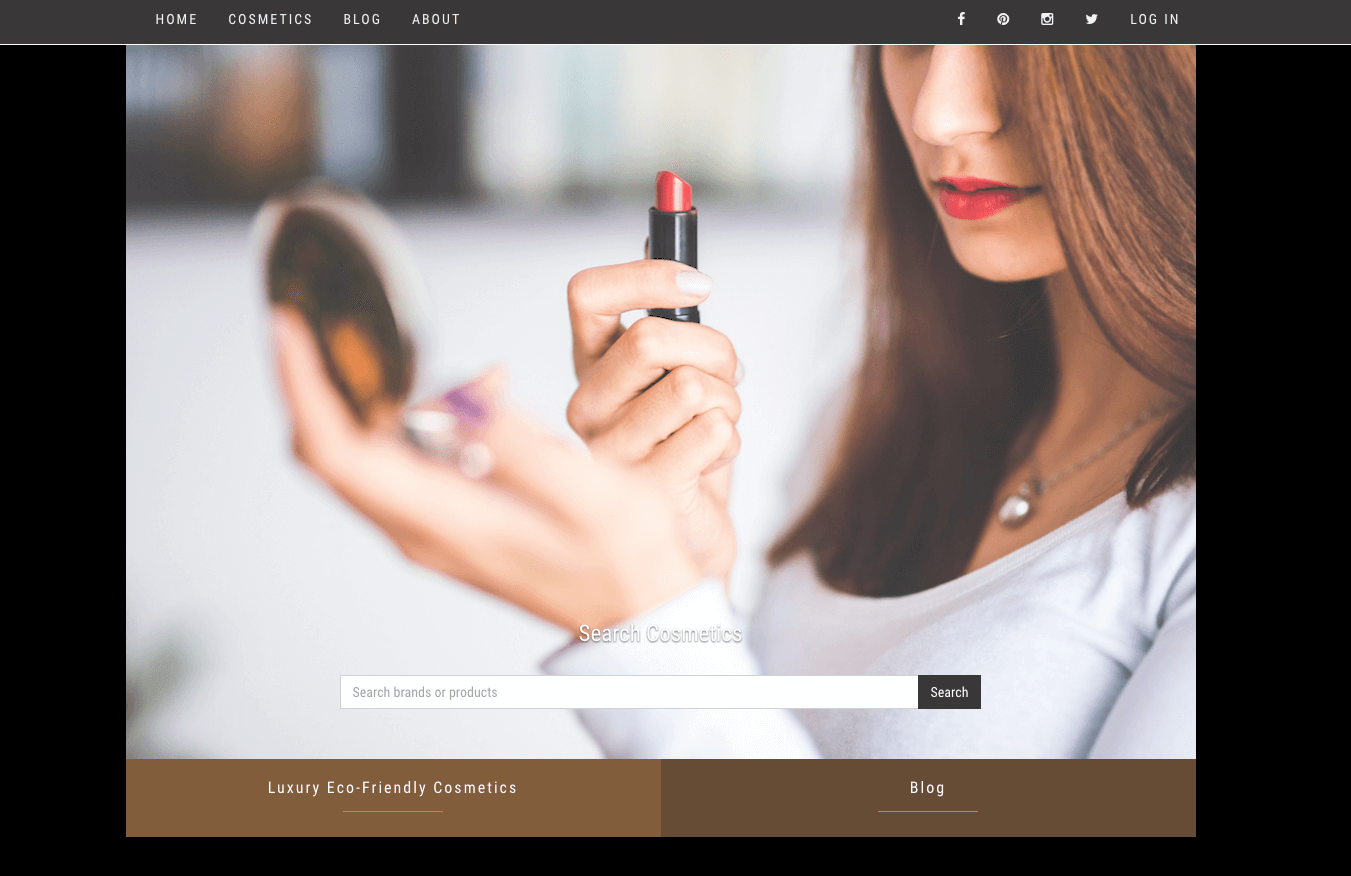 HOME COSMETICS BLOG ABOUT LOG IN
Search Cosmetics
Search brands or products Search
Luxury Eco-Friendly Cosmetics Blog